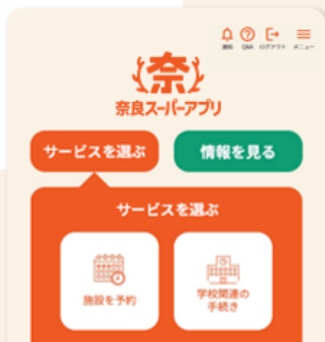 通知 Q&A ログアウト メニュー
奈
奈良スーパーアプリ
サービスを選ぶ 情報を見る
サービスを選ぶ
施設を予約 学校関連の
手続き